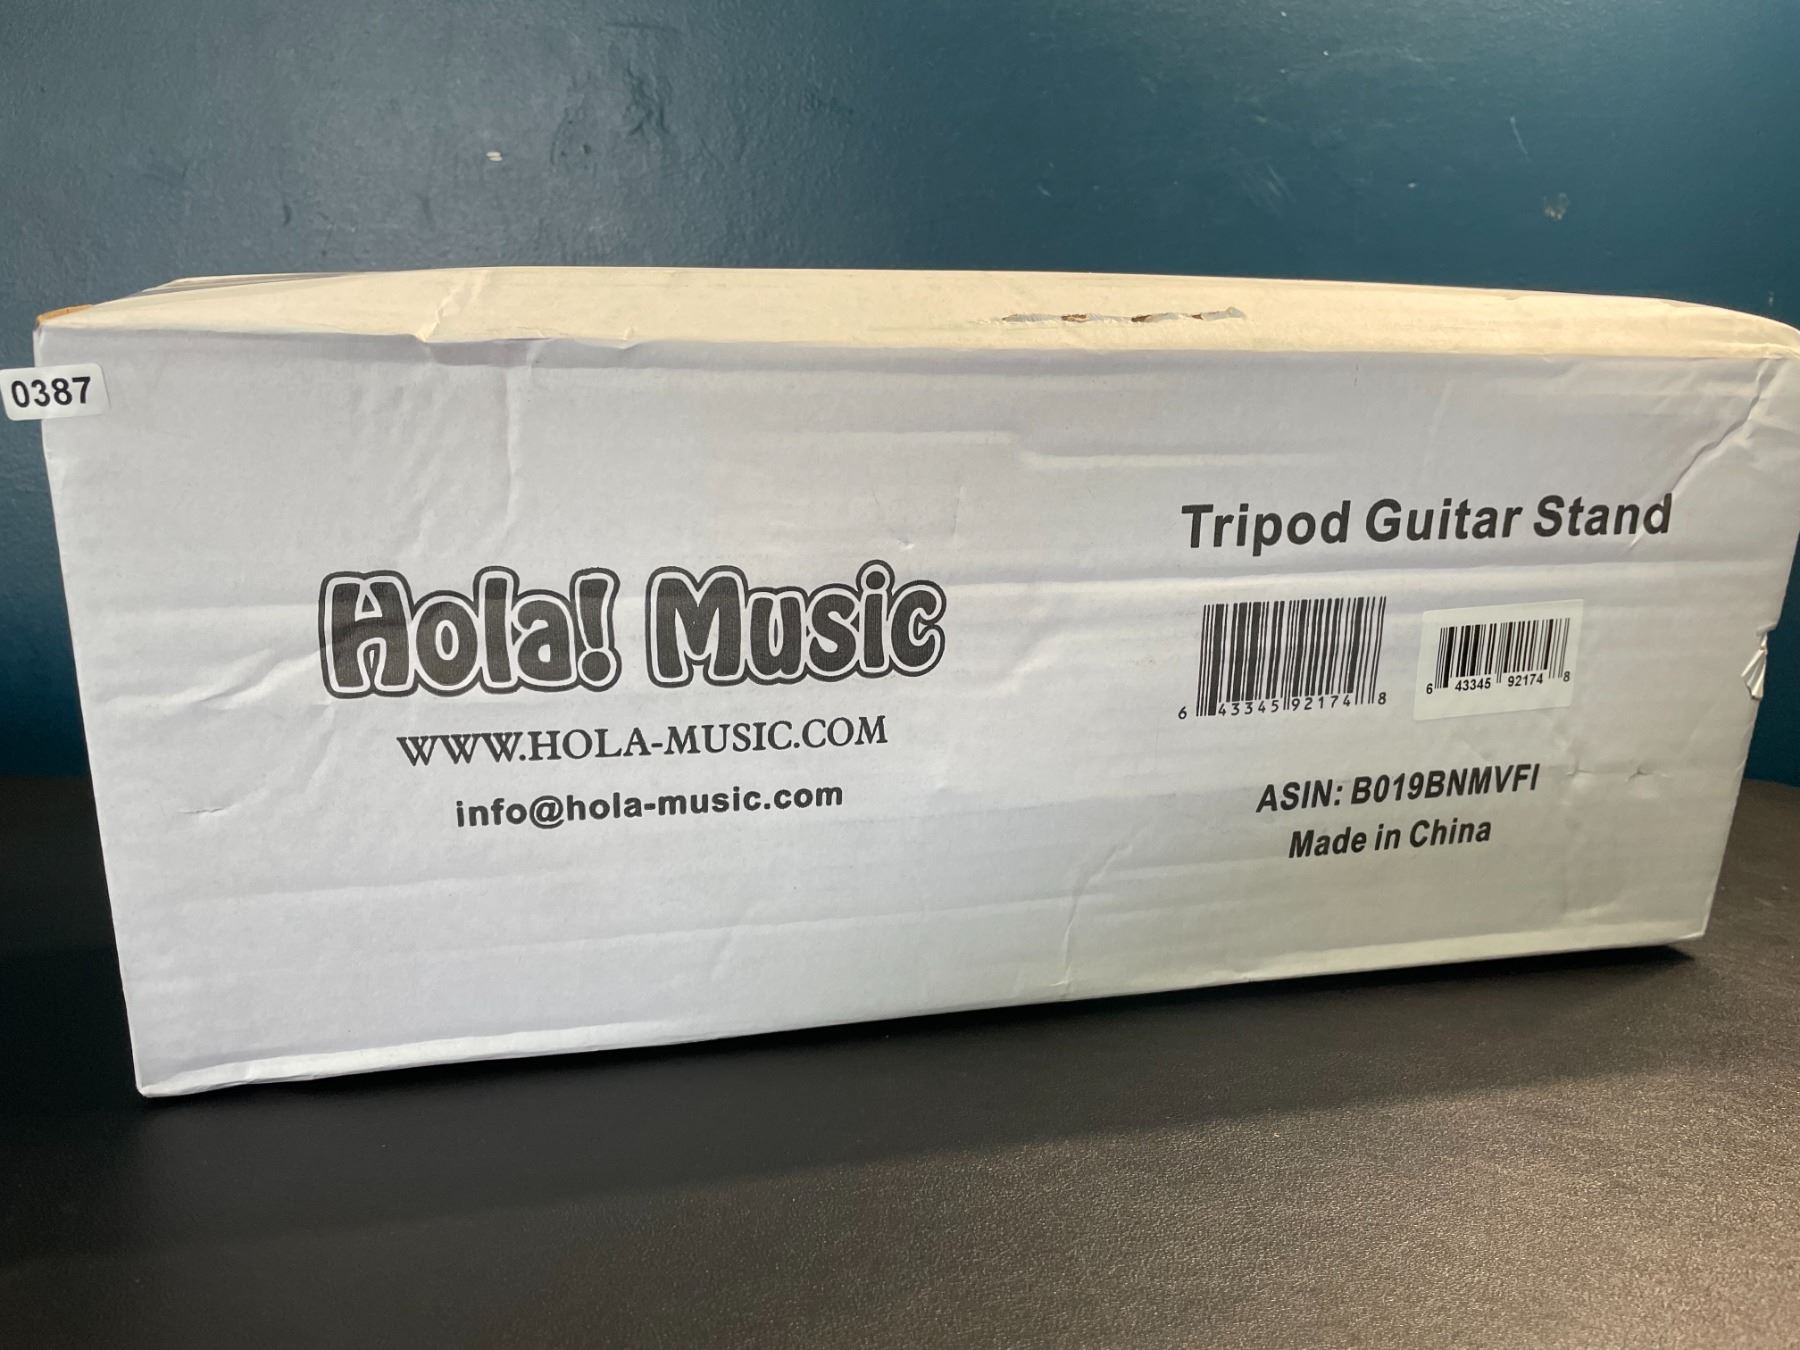 0387
Hola! Music
WWW.HOLA-MUSIC.COM
info@hola-music.com
Tripod Guitar Stand
6 43345 92174 8
6 43345 92174 8
ASIN: B019BNMVFI
Made in China